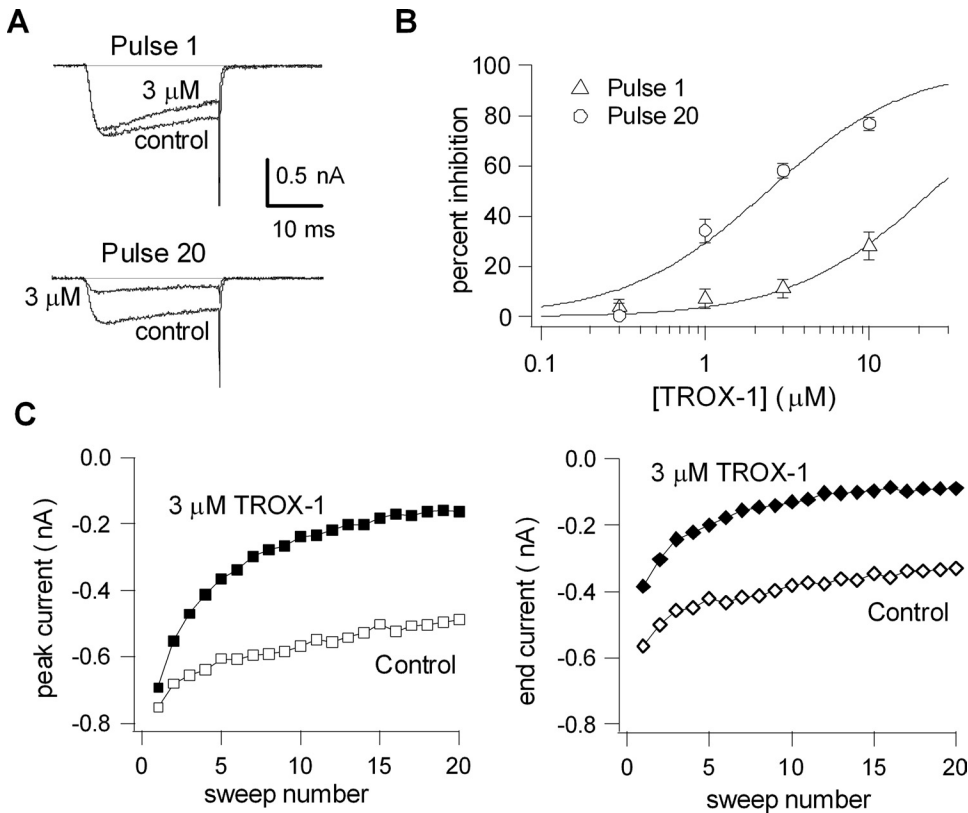 A
Pulse 1
3 μM
control
0.5 nA
10 ms
Pulse 20
3 μM
control
B
100
80
60
40
20
0
percent inhibition
Pulse 1
Pulse 20
0.1
1
10
[TROX-1] (μM)
C
0.0
-0.2
-0.4
-0.6
-0.8
peak current ( nA)
3 μM TROX-1
Control
0
5
10
15
20
sweep number
0.0
-0.2
-0.4
-0.6
-0.8
end current ( nA)
3 μM TROX-1
Control
0
5
10
15
20
sweep number